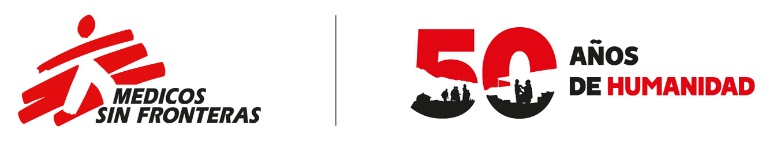 MEDICOS
SIN FRONTERAS
50 AÑOS
DE HUMANIDAD